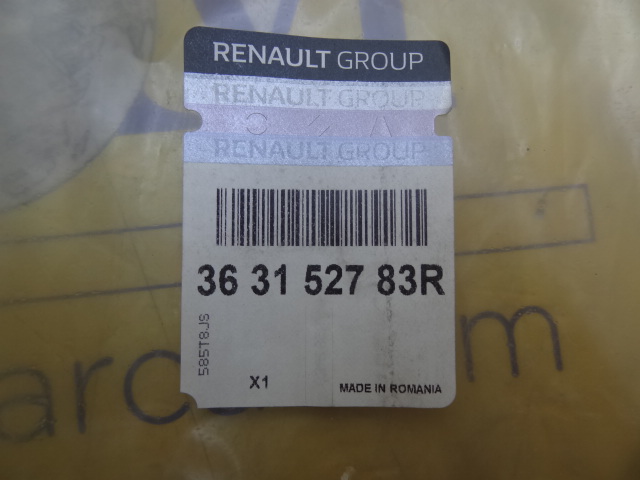 RENAULT GROUP
RENAULT GROUP
RENAULT GROUP
36 31 527 83R
585T8JS
X1
MADE IN ROMANIA